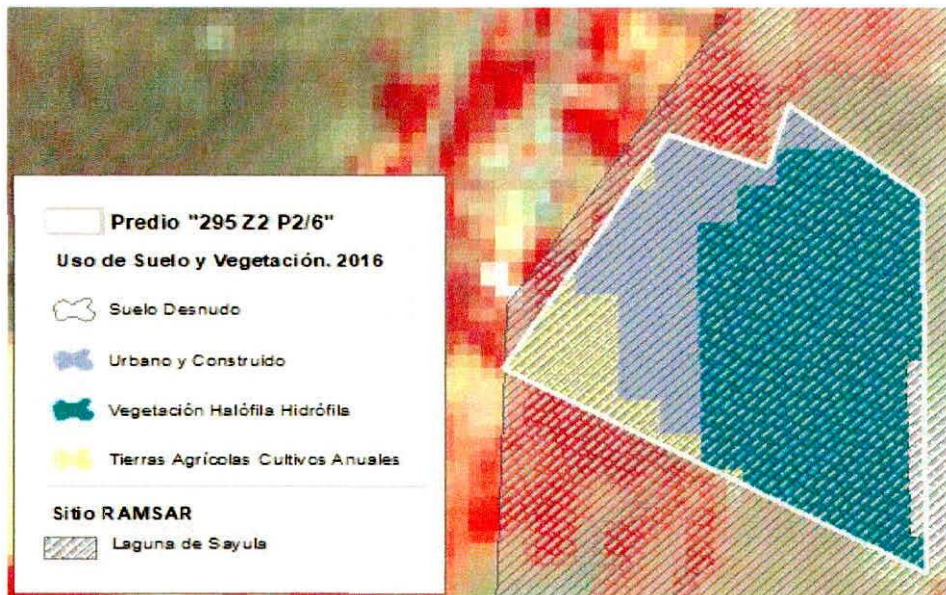 Predio "295 Z2 P2/6"
Uso de Suelo y Vegetación. 2016
Suelo Desnudo
Urbano y Construido
Vegetación Halófila Hidrófila
Tierras Agrícolas Cultivos Anuales
Sitio RAMSAR
Laguna de Sayula